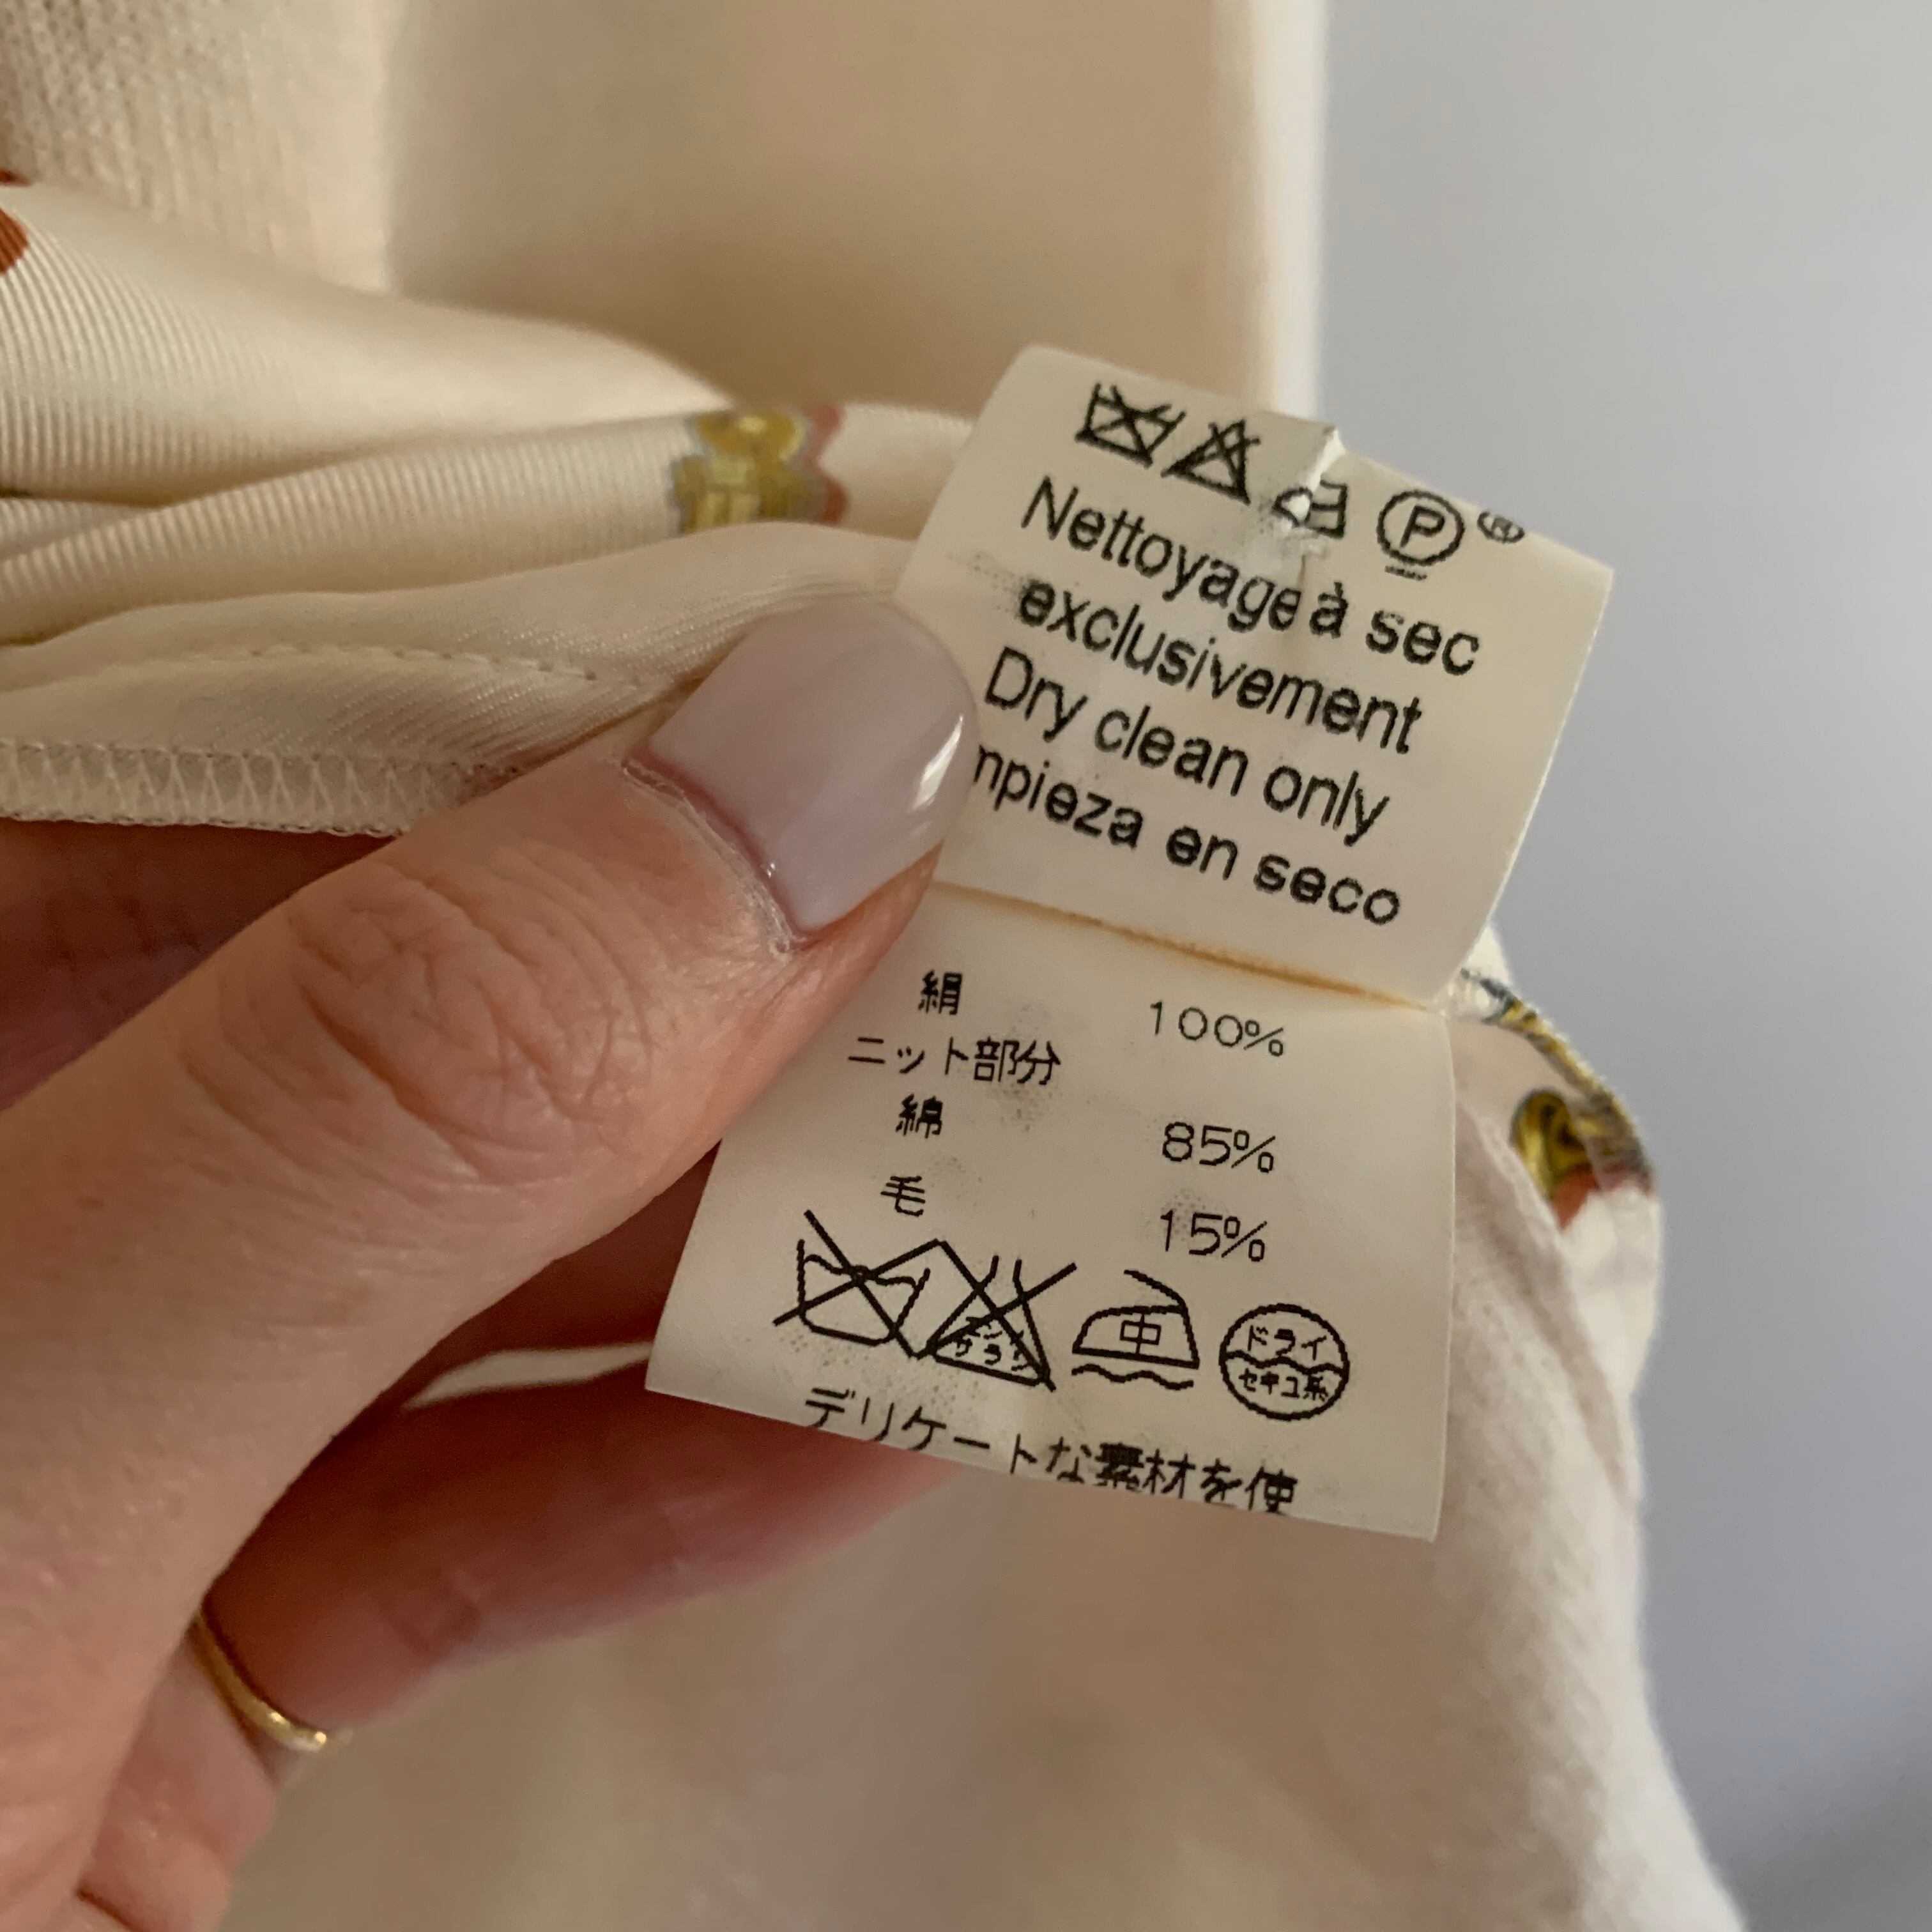 P ®
Nettoyage à sec
exclusivement
Dry clean only
mpieza en seco
絹 100%
ニット部分
綿 85%
毛 15%
中 ドライ
セキユ系
デリケートな素材を使